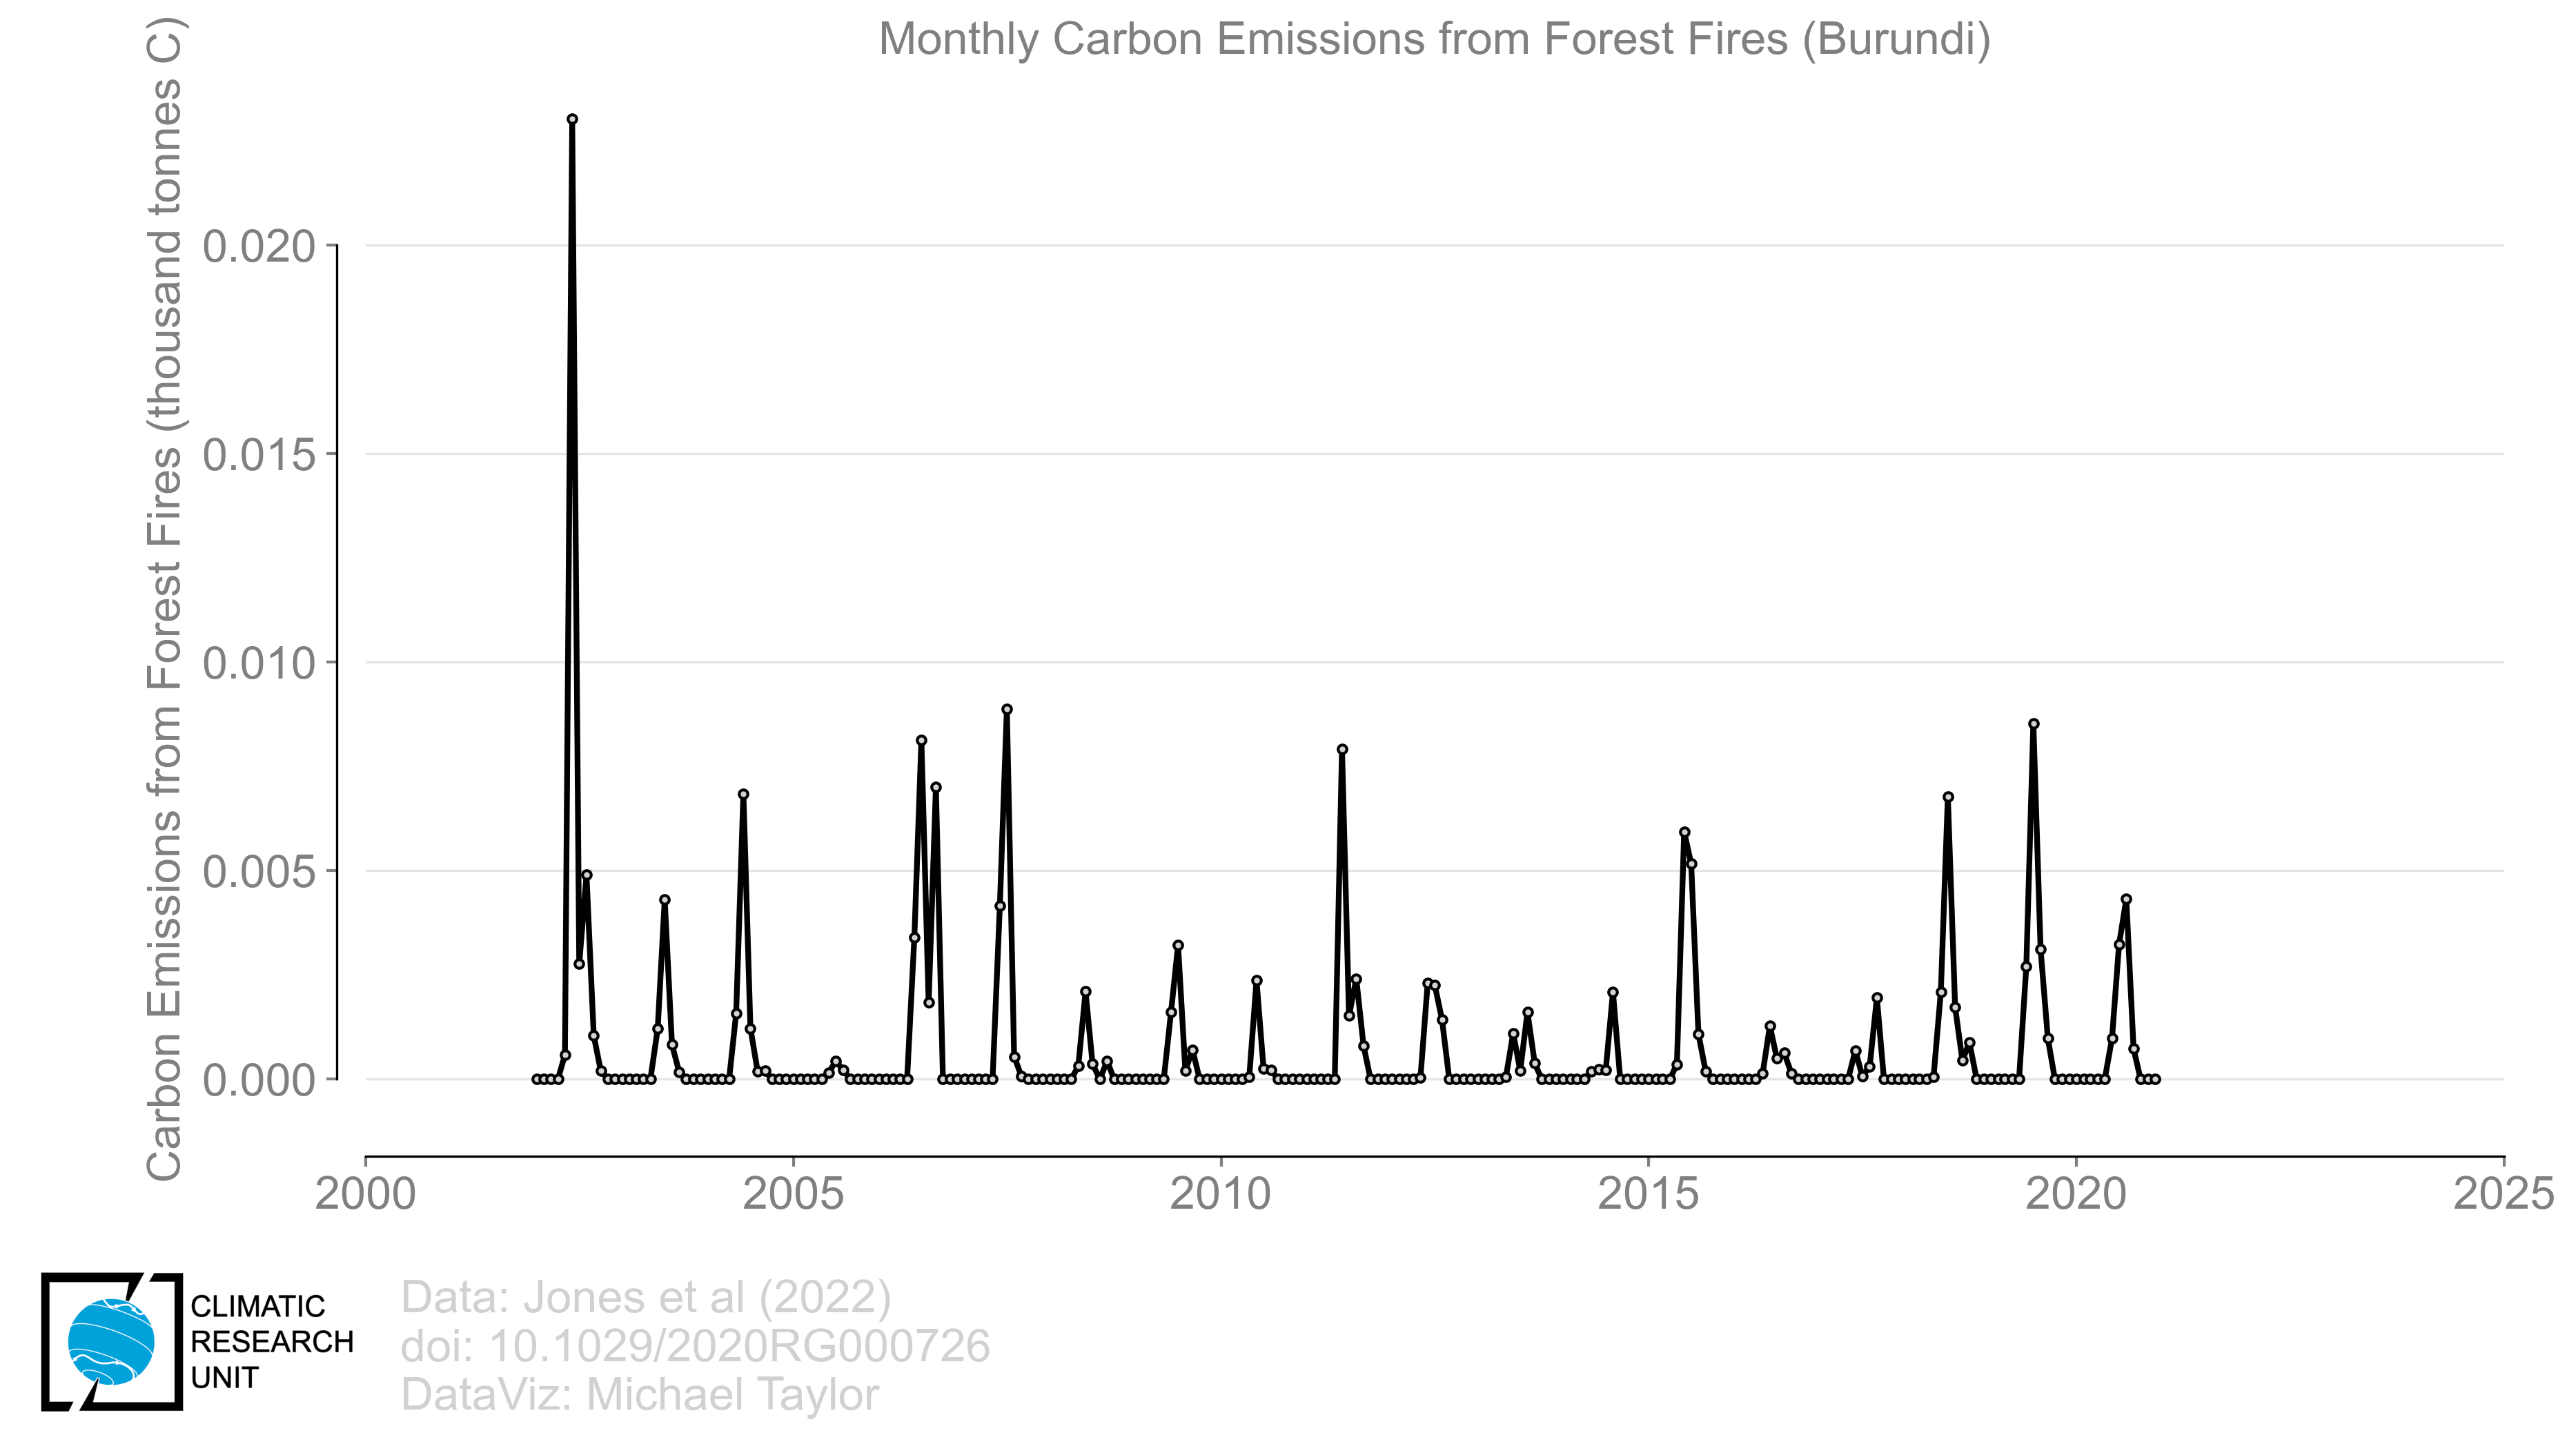 Monthly Carbon Emissions from Forest Fires (Burundi)
Carbon Emissions from Forest Fires (thousand tonnes C)
0.020
0.015
0.010
0.005
0.000
2000
2005
2010
2015
2020
2025
CLIMATIC
RESEARCH
UNIT
Data: Jones et al (2022)
doi: 10.1029/2020RG000726
DataViz: Michael Taylor